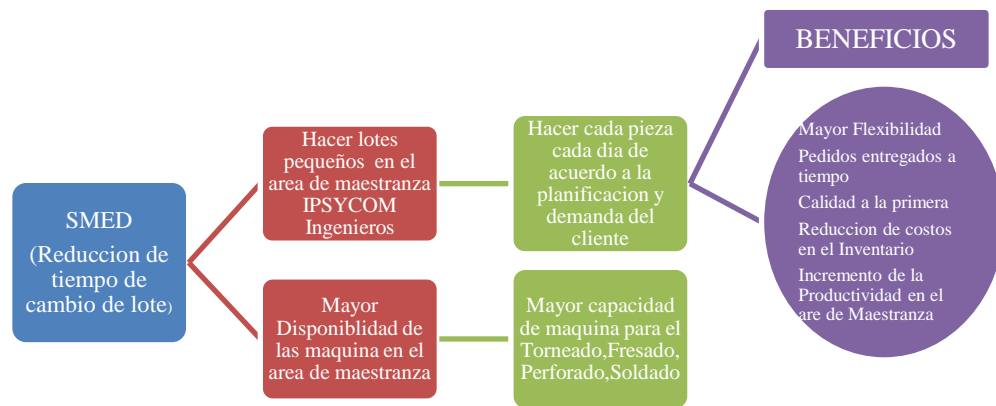 SMED
(Reduccion de
tiempo de
cambio de lote)
Hacer lotes
pequeños en el
area de maestranza
IPSYCOM
Ingenieros
Mayor
Disponiblidad de
las maquina en el
area de maestranza
Hacer cada pieza
cada dia de
acuerdo a la
planificacion y
demanda del
cliente
Mayor capacidad
de maquina para el
Torneado,Fresado,
Perforado,Soldado
BENEFICIOS
Mayor Flexibilidad
Pedidos entregados a
tiempo
Calidad a la primera
Reduccion de costos
en el Inventario
Incremento de la
Productividad en el
are de Maestranza